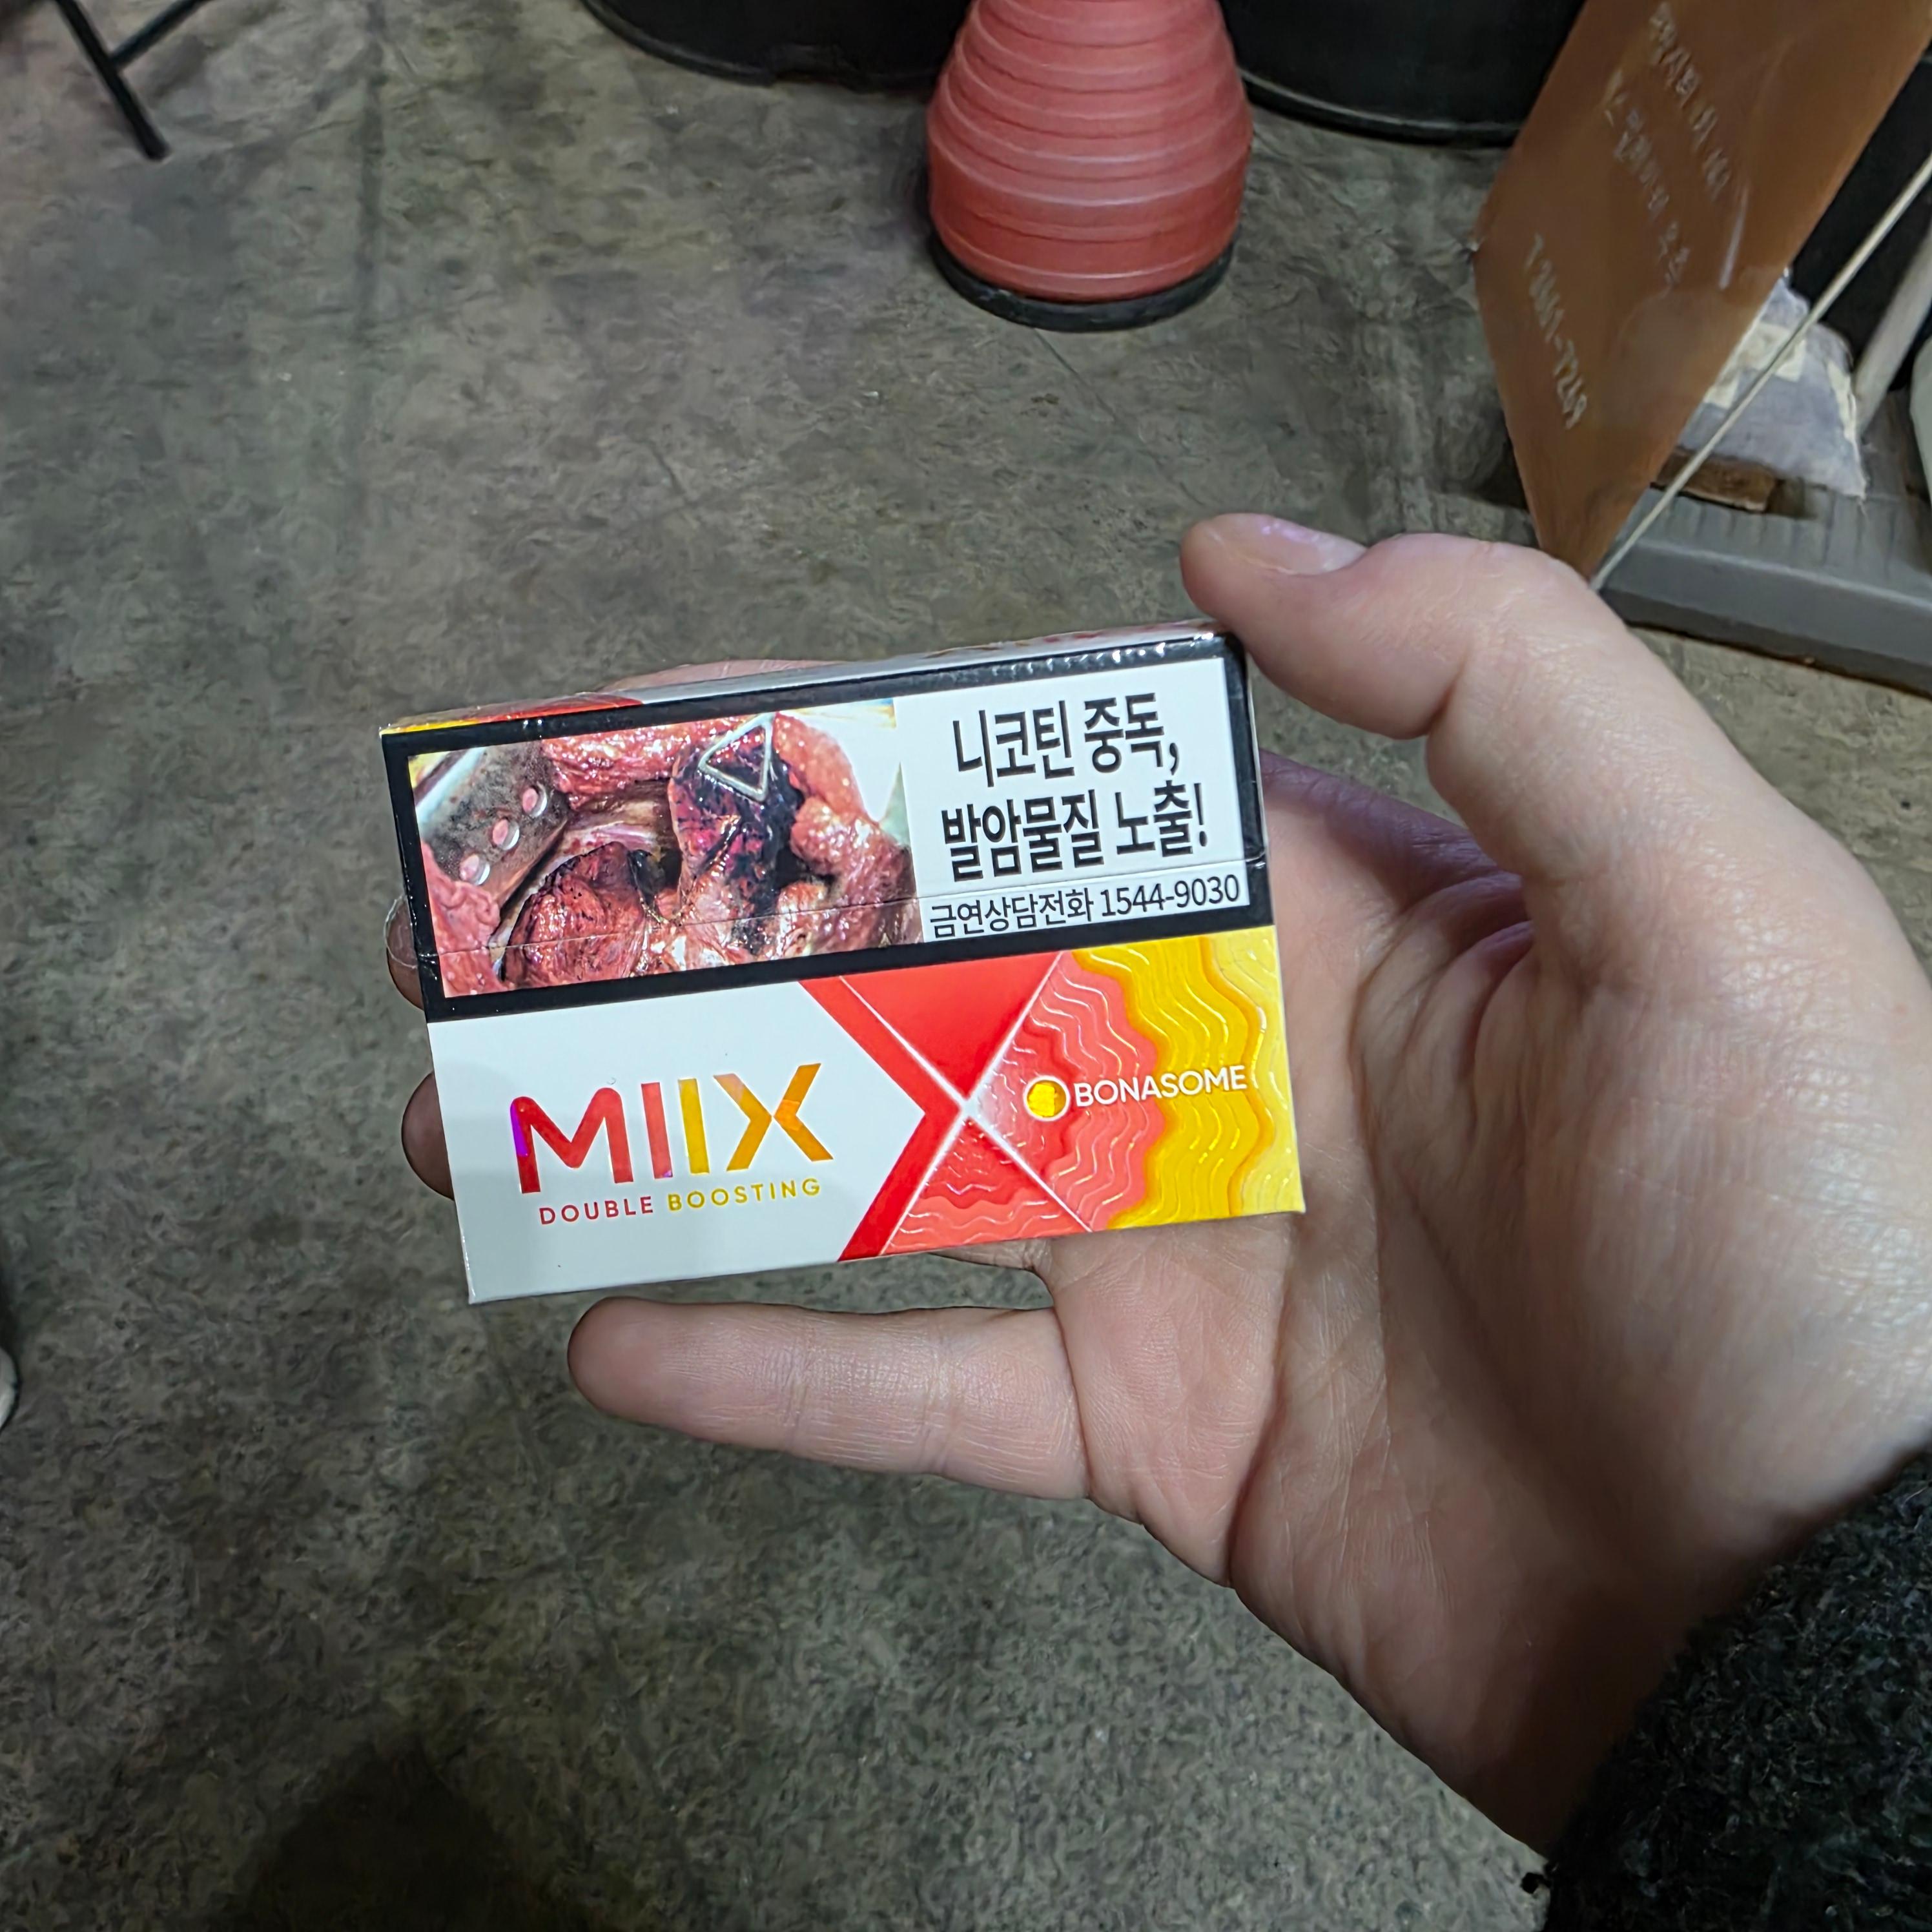 니코틴 중독,
발암물질 노출!
금연상담전화 1544-9030
MIIX
DOUBLE BOOSTING
BONASOME